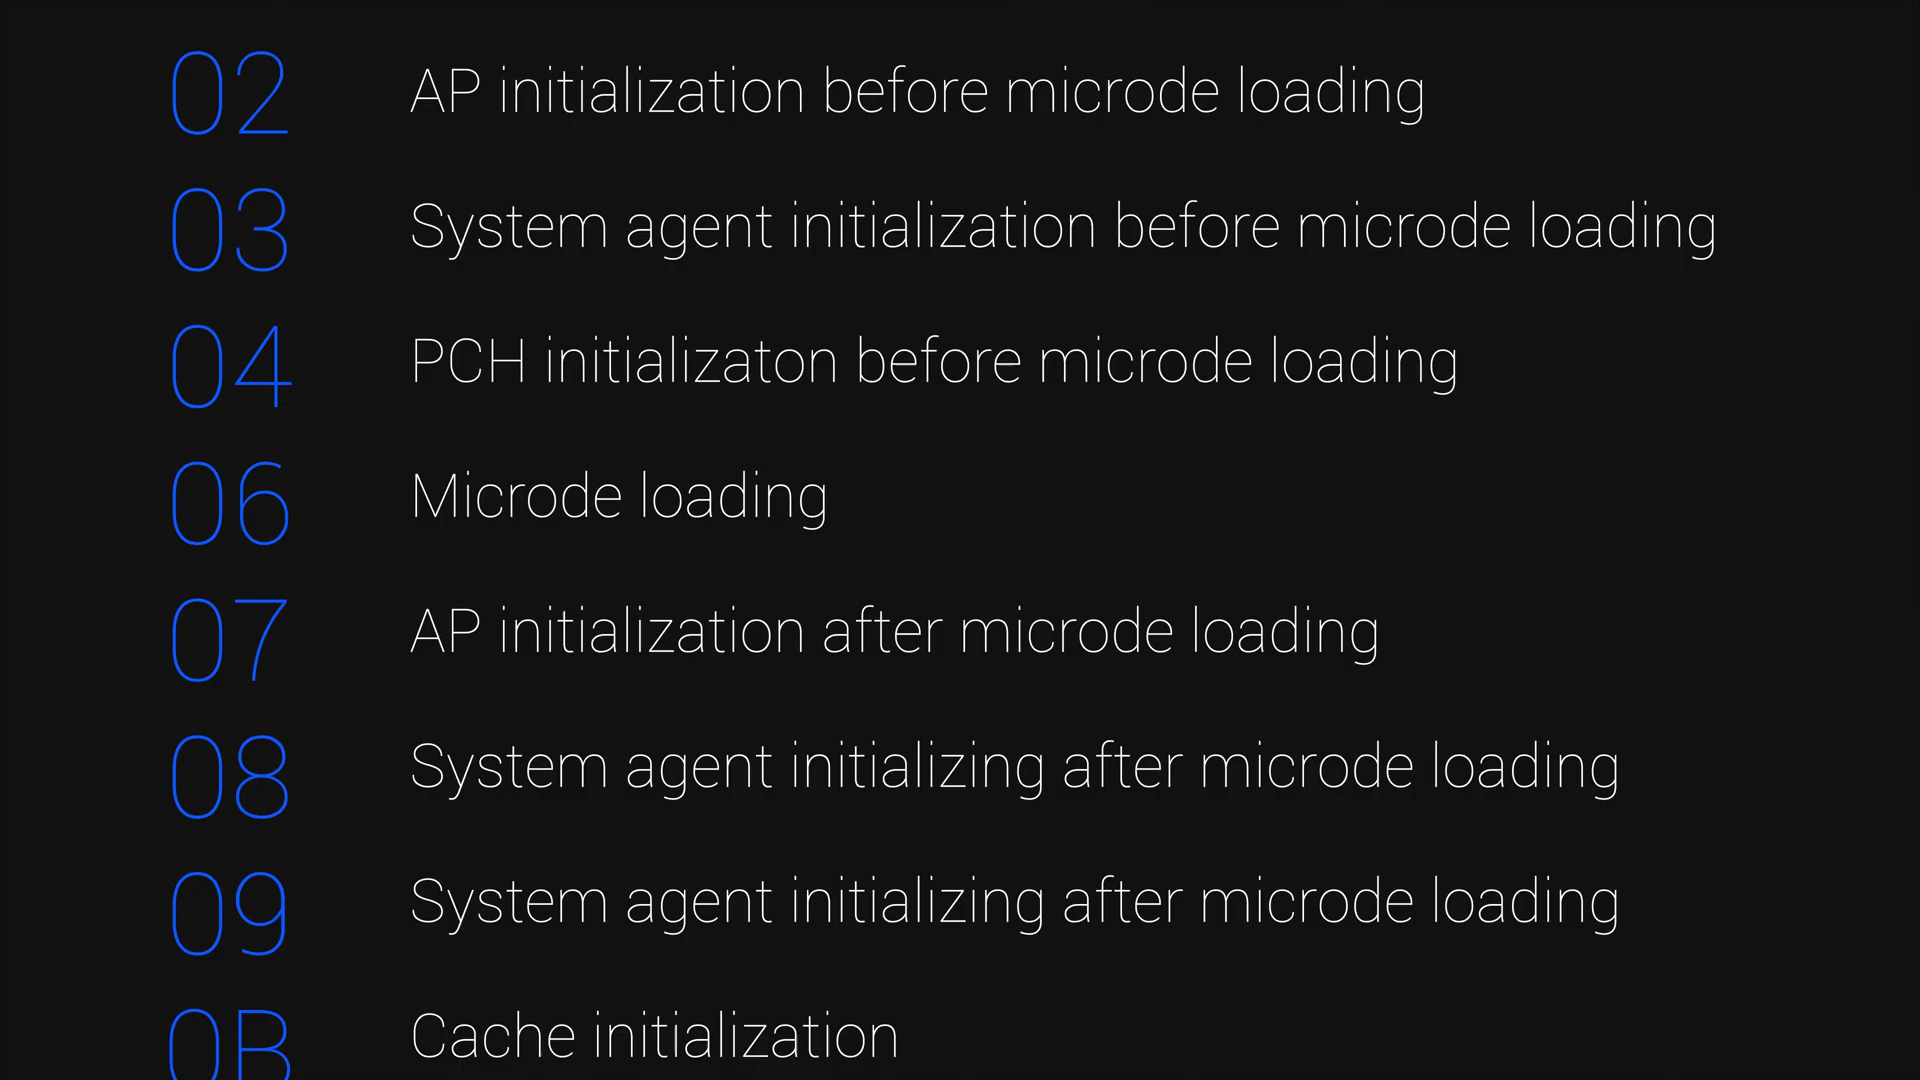 02 AP initialization before microde loading
03 System agent initialization before microde loading
04 PCH initializaton before microde loading
06 Microde loading
07 AP initialization after microde loading
08 System agent initializing after microde loading
09 System agent initializing after microde loading
0B Cache initialization